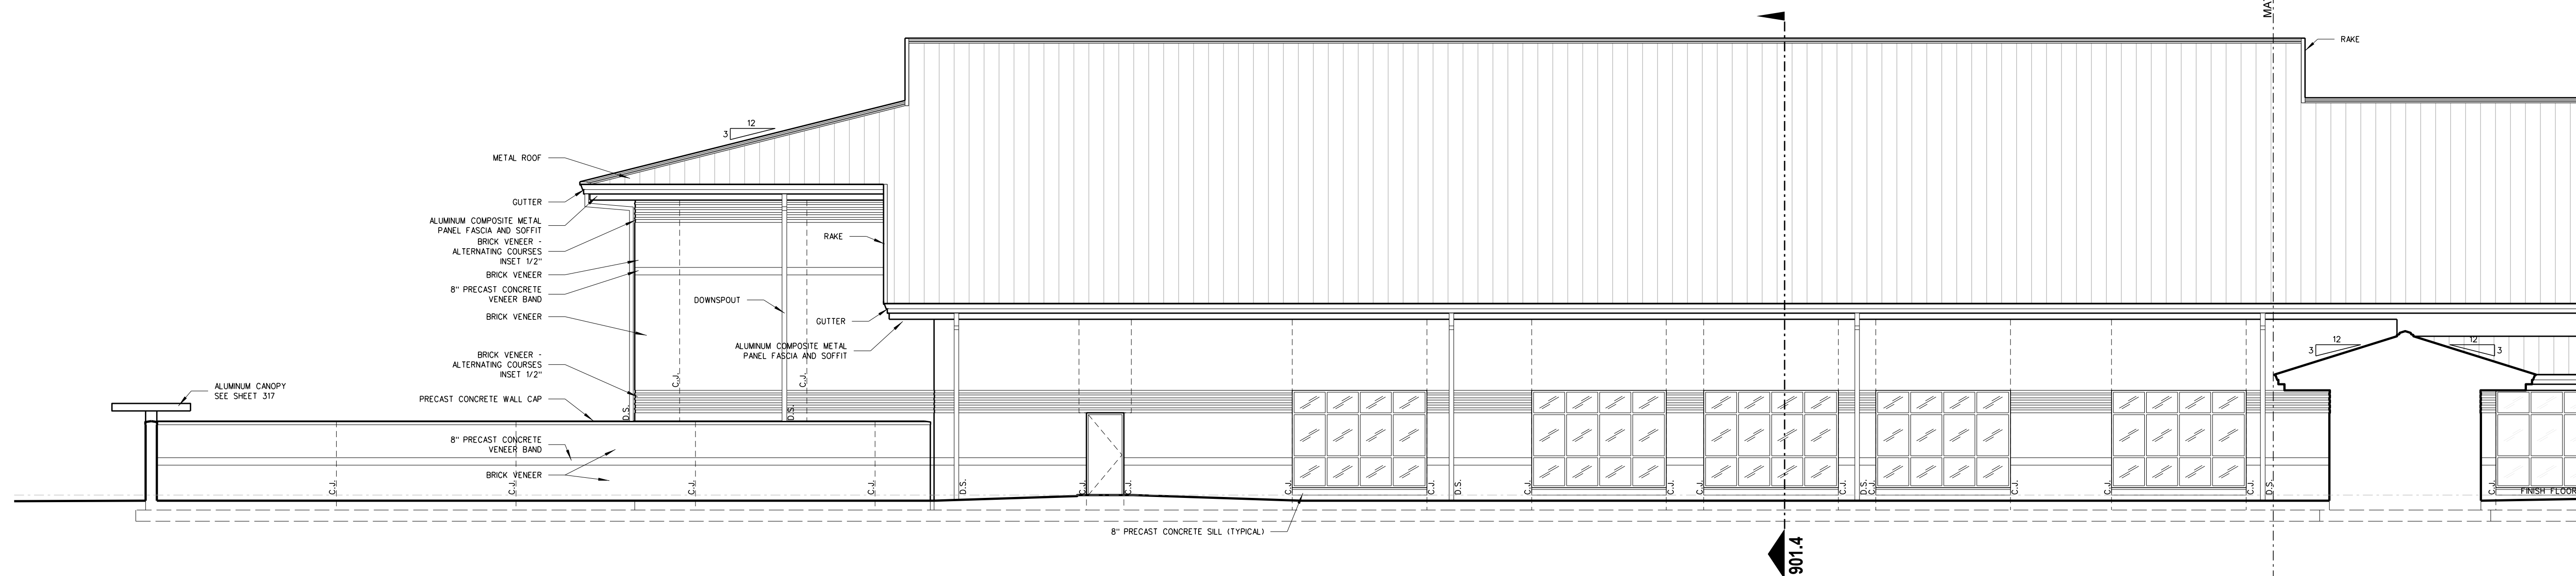 MA
RAKE
12
3
METAL ROOF
GUTTER
ALUMINUM COMPOSITE METAL
PANEL FASCIA AND SOFFIT
BRICK VENEER -
ALTERNATING COURSES
INSET 1/2"
BRICK VENEER
8" PRECAST CONCRETE
VENEER BAND
BRICK VENEER
BRICK VENEER -
ALTERNATING COURSES
INSET 1/2"
PRECAST CONCRETE WALL CAP
8" PRECAST CONCRETE
VENEER BAND
BRICK VENEER
ALUMINUM CANOPY
SEE SHEET 317
RAKE
DOWNSPOUT
GUTTER
ALUMINUM COMPOSITE METAL
PANEL FASCIA AND SOFFIT
12
3
12
3
C.J.
C.J.
D.S.
D.S.
C.J.
C.J.
C.J.
C.J.
D.S.
C.J.
C.J.
C.J.
C.J.
D.S.
C.J.
C.J.
C.J.
C.J.
D.S.
C.J.
C.J.
C.J.
C.J.
D.S.
C.J.
FINISH FLOOR
8" PRECAST CONCRETE SILL (TYPICAL)
901.4